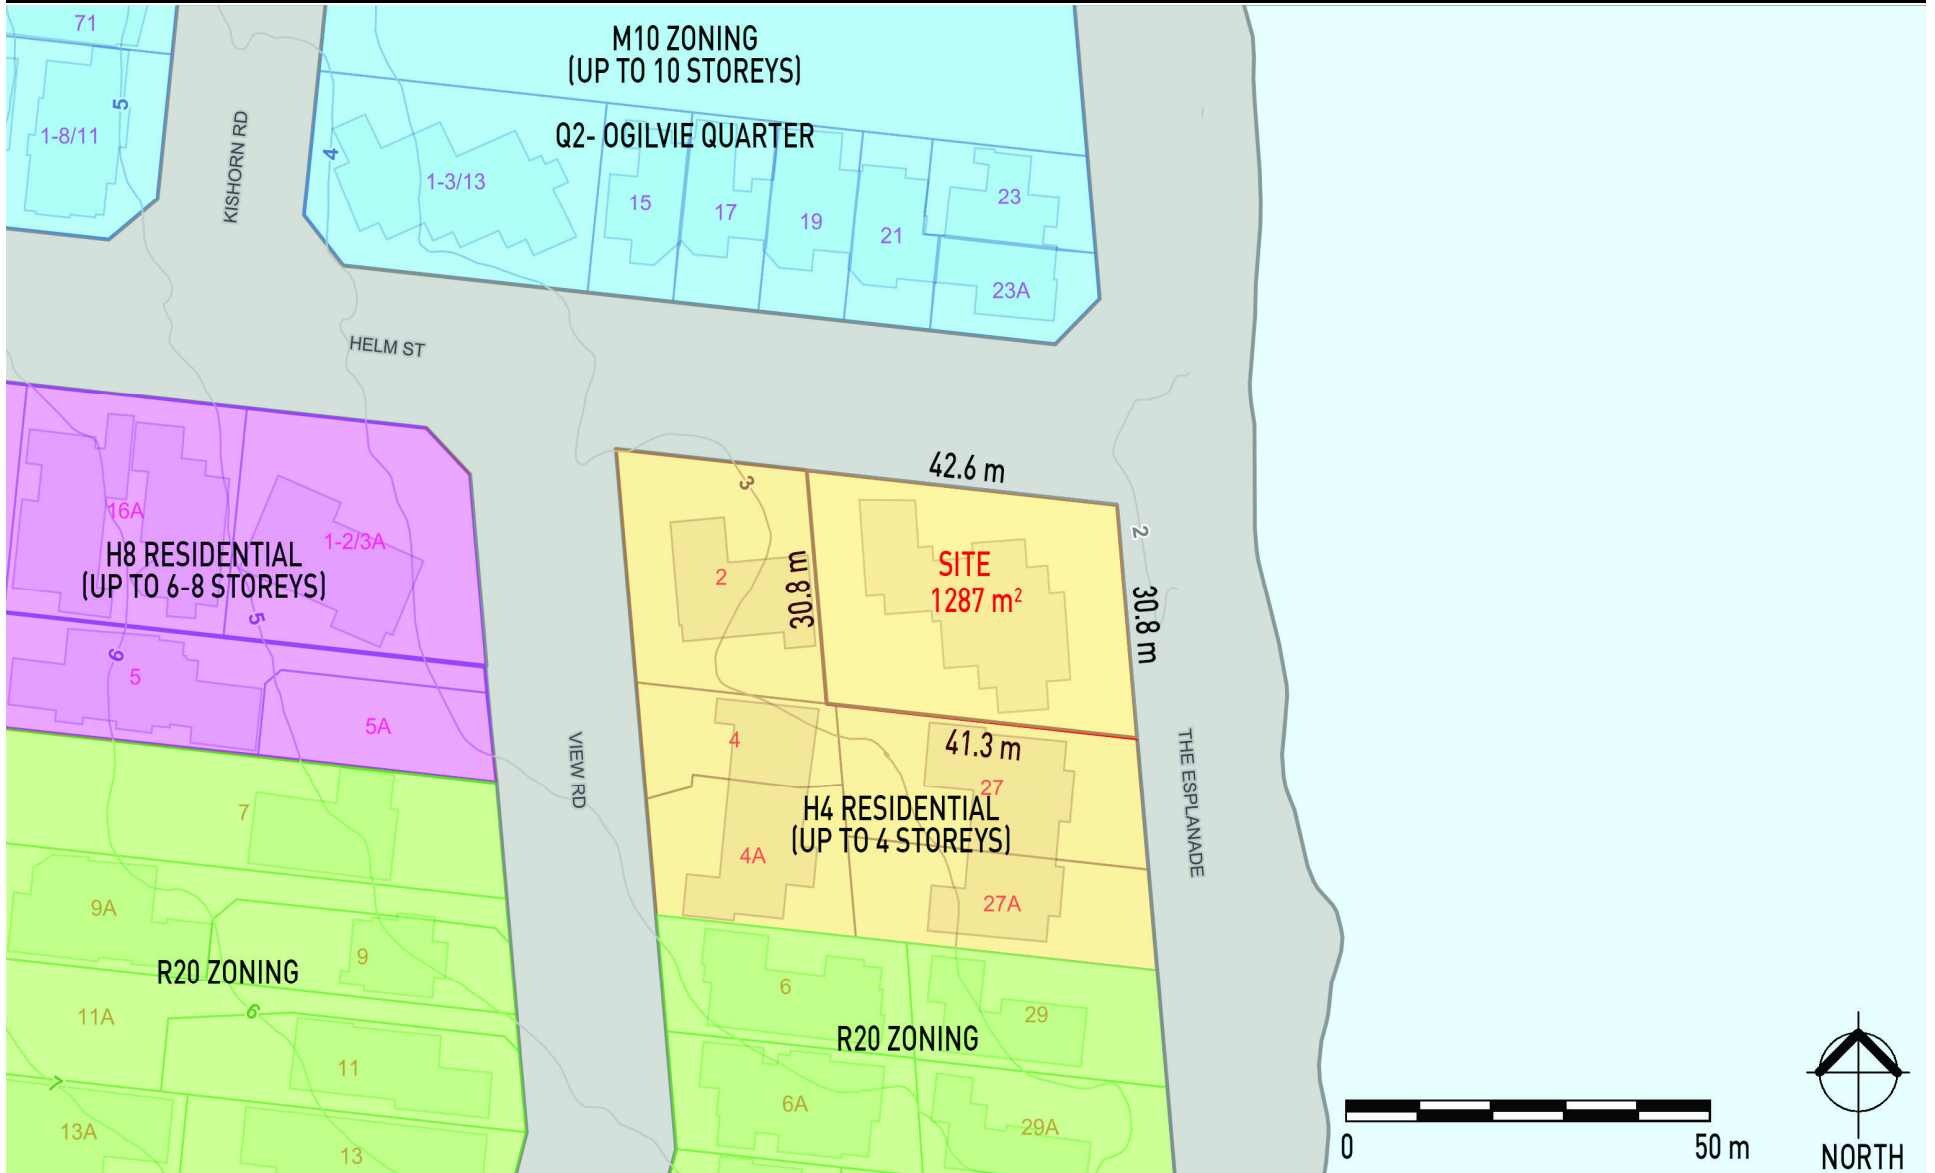 71
M10 ZONING
(UP TO 10 STOREYS)
5
1-8/11
KISHORN RD
4
Q2- OGILVIE QUARTER
1-3/13
15
17
19
21
23
23A
HELM ST
42.6 m
3
2
16A
1-2/3A
H8 RESIDENTIAL
(UP TO 6-8 STOREYS)
5
6
5
5A
2
30.8 m
SITE
1287 m²
30.8 m
VIEW RD
THE ESPLANADE
4
41.3 m
27
H4 RESIDENTIAL
(UP TO 4 STOREYS)
4A
27A
7
9A
9
R20 ZONING
11A
6
11
7
13A
13
6
29
R20 ZONING
6A
29A
0
50 m
NORTH